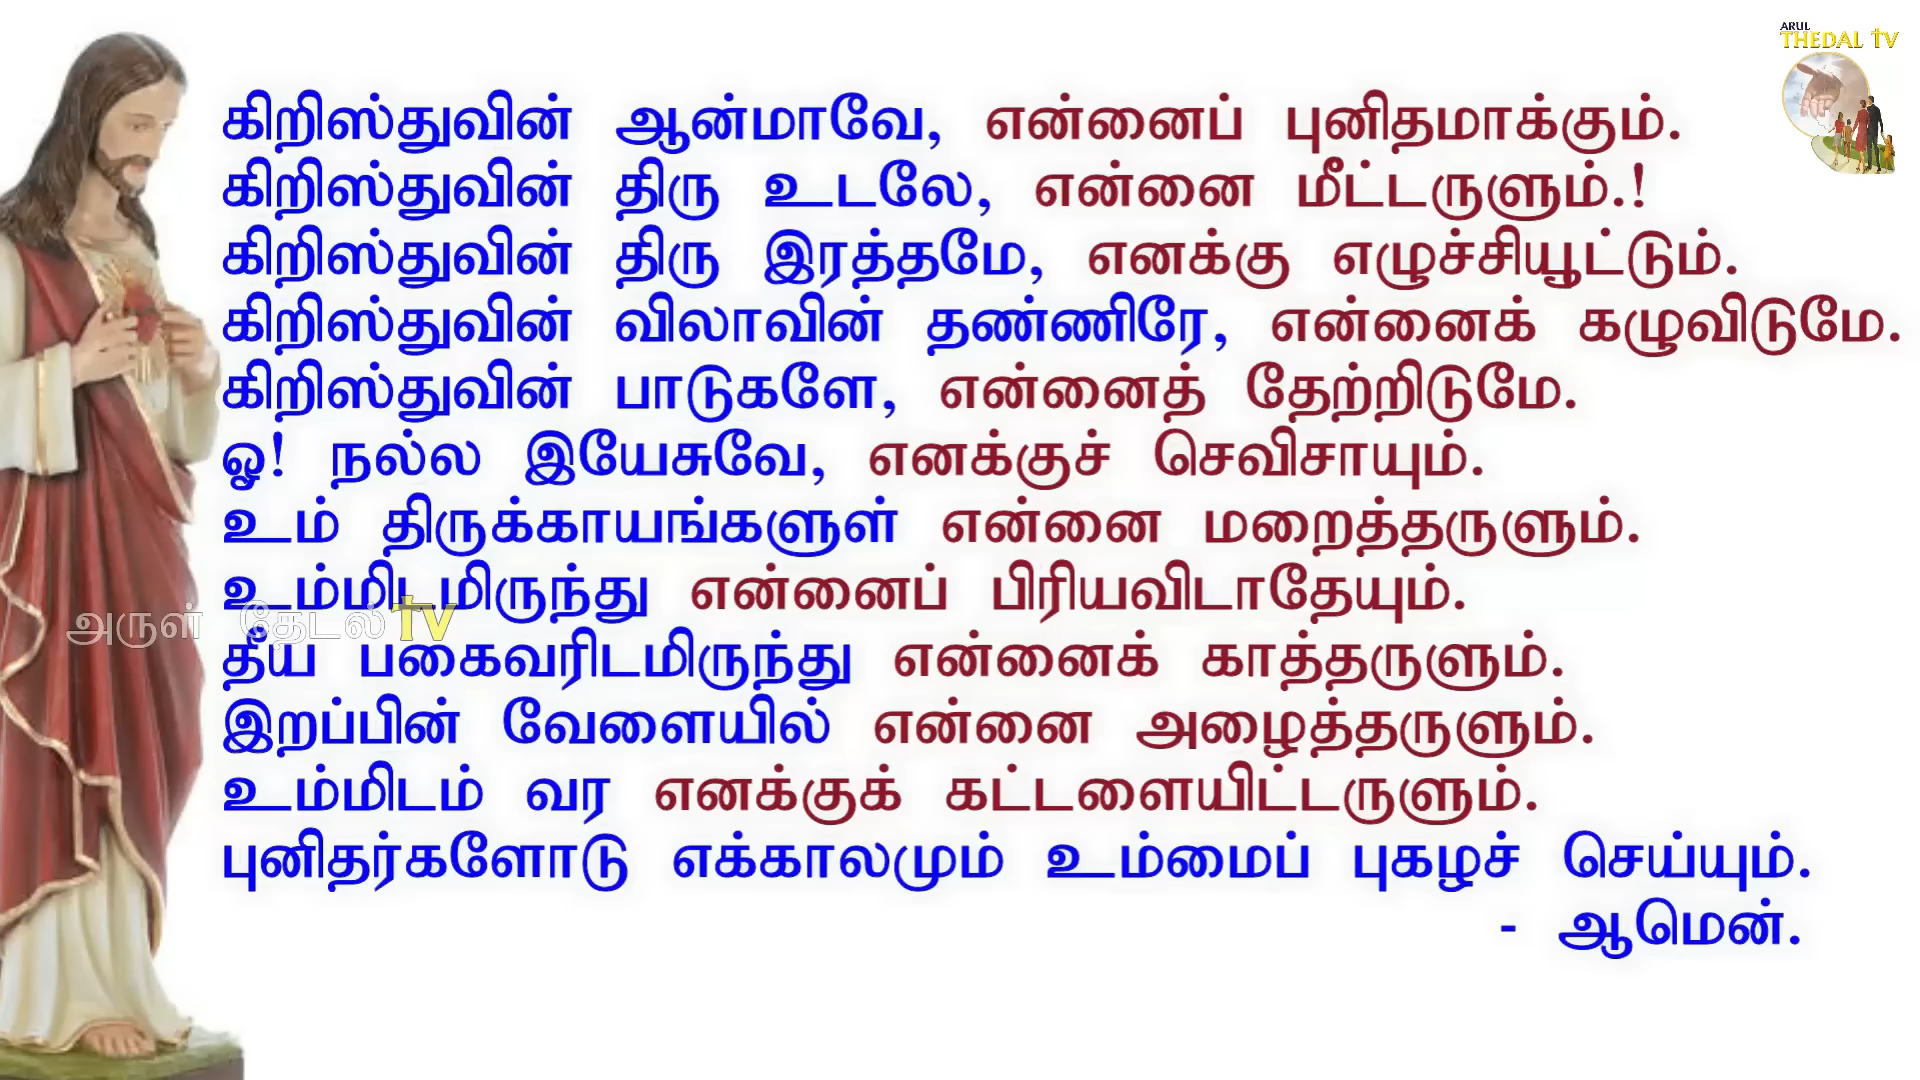 ARUL
THEDAL TV
கிறிஸ்துவின் ஆன்மாவே, என்னைப் புனிதமாக்கும்.
கிறிஸ்துவின் திரு உடலே, என்னை மீட்டருளும்.!
கிறிஸ்துவின் திரு இரத்தமே, எனக்கு எழுச்சியூட்டும்.
கிறிஸ்துவின் விலாவின் தண்ணிரே, என்னைக் கழுவிடுமே.
கிறிஸ்துவின் பாடுகளே, என்னைத் தேற்றிடுமே.
ஓ! நல்ல இயேசுவே, எனக்குச் செவிசாயும்.
உம் திருக்காயங்களுள் என்னை மறைத்தருளும்.
உம்மிடமிருந்து என்னைப் பிரியவிடாதேயும்.
அருள் தேடல் TV
தீய பகைவரிடமிருந்து என்னைக் காத்தருளும்.
இறப்பின் வேளையில் என்னை அழைத்தருளும்.
உம்மிடம் வர எனக்குக் கட்டளையிட்டருளும்.
புனிதர்களோடு எக்காலமும் உம்மைப் புகழச் செய்யும்.
- ஆமென்.